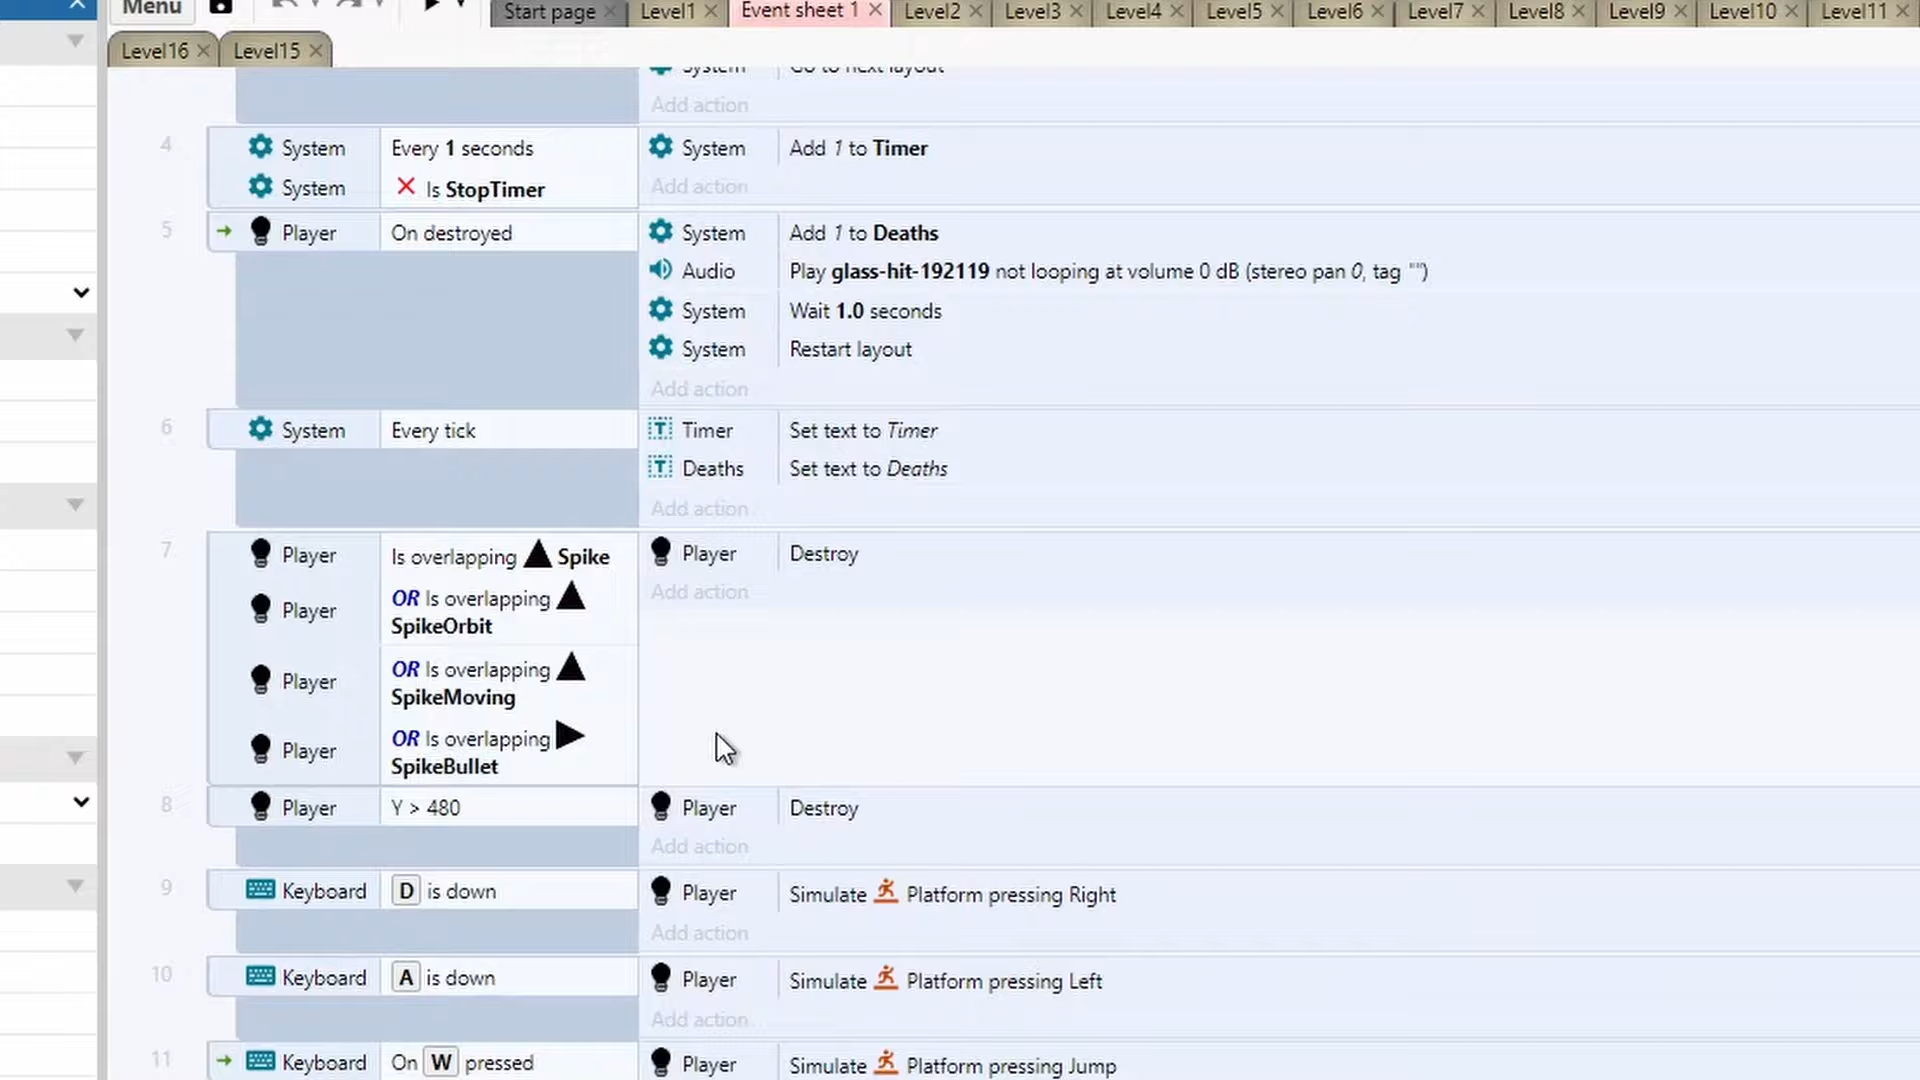 Menu
Start page Level1 Event sheet 1 Level2 Level3 Level4 Level5 Level6 Level7 Level8 Level9 Level10 Level11
Level16 Level15
System Go to next layout
Add action
4 System Every 1 seconds System Add 1 to Timer
System Is StopTimer Add action
5 Player On destroyed System Add 1 to Deaths
Audio Play glass-hit-192119 not looping at volume 0 dB (stereo pan 0, tag "")
System Wait 1.0 seconds
System Restart layout
Add action
6 System Every tick Timer Set text to Timer
Deaths Set text to Deaths
Add action
7 Player Is overlapping Spike Player Destroy
Add action
Player OR Is overlapping
SpikeOrbit
Player OR Is overlapping
SpikeMoving
Player OR Is overlapping
SpikeBullet
8 Player Y > 480 Player Destroy
Add action
9 Keyboard D is down Player Simulate Platform pressing Right
Add action
10 Keyboard A is down Player Simulate Platform pressing Left
Add action
11 Keyboard On W pressed Player Simulate Platform pressing Jump